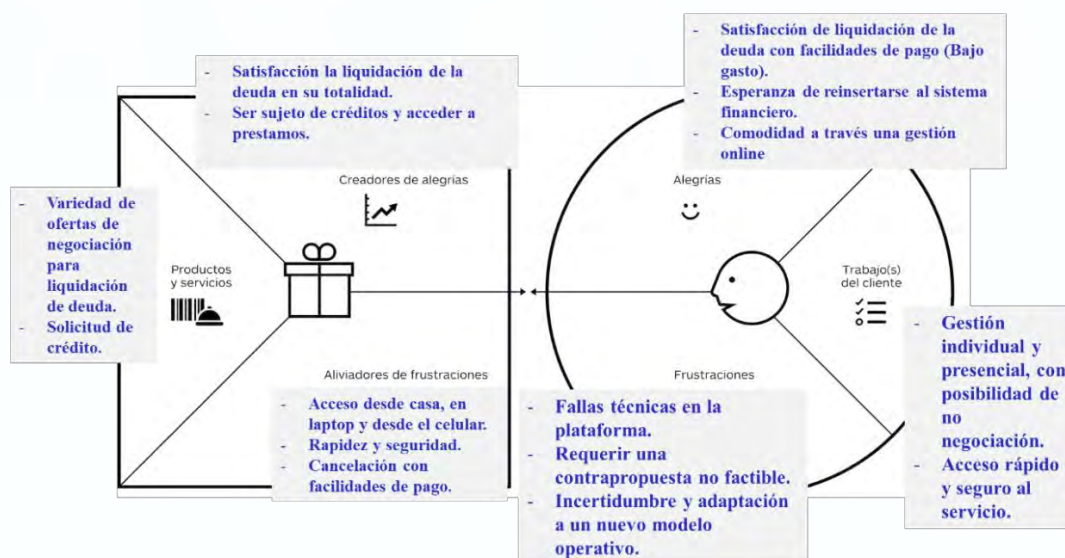 - Satisfacción la liquidación de la
deuda en su totalidad.
- Ser sujeto de créditos y acceder a
prestamos.
- Satisfacción de liquidación de la
deuda con facilidades de pago (Bajo
gasto).
- Esperanza de reinsertarse al sistema
financiero.
- Comodidad a través una gestión
online
Creadores de alegrías
Alegrías
- Variedad de
ofertas de
negociación
para
liquidación
de deuda.
- Solicitud de
crédito.
Productos
y servicios
Trabajo(s)
del cliente
- Gestión
individual y
presencial, con
posibilidad de
no
negociación.
- Acceso rápido
y seguro al
servicio.
Aliviadores de frustraciones
- Acceso desde casa, en
laptop y desde el celular.
- Rapidez y seguridad.
- Cancelación con
facilidades de pago.
Frustraciones
- Fallas técnicas en la
plataforma.
- Requerir una
contrapropuesta no factible.
- Incertidumbre y adaptación
a un nuevo modelo
operativo.